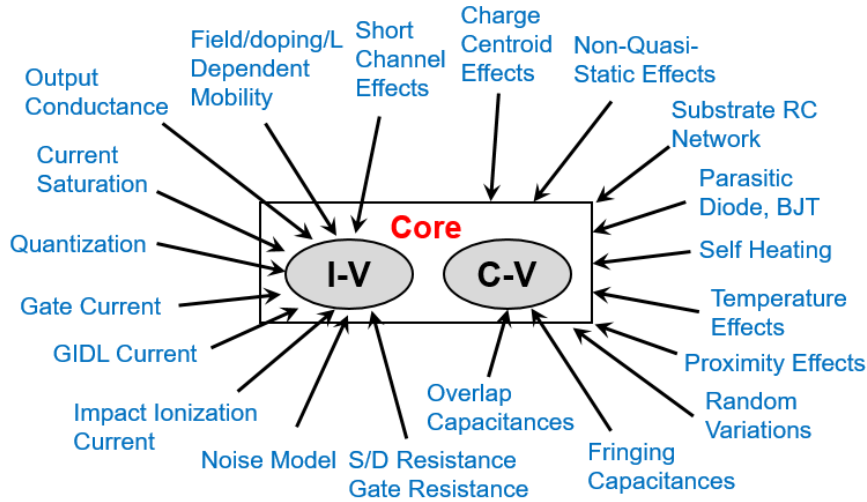 Field/doping/L
Dependent
Mobility
Short
Channel
Effects
Charge
Centroid
Effects
Non-Quasi-
Static Effects
Output
Conductance
Substrate RC
Network
Current
Saturation
Parasitic
Diode, BJT
Core
Quantization
I-V
C-V
Self Heating
Gate Current
Temperature
Effects
GIDL Current
Proximity Effects
Impact Ionization
Current
Overlap
Capacitances
Random
Variations
Noise Model
S/D Resistance
Gate Resistance
Fringing
Capacitances